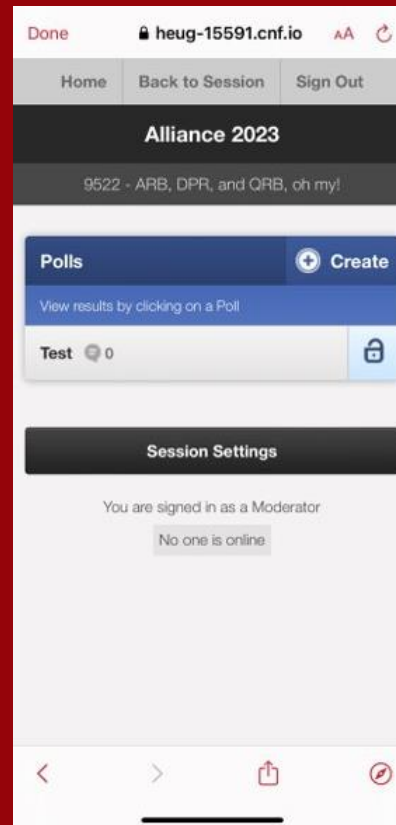 Done heug-15591.cnf.io AA
Home Back to Session Sign Out
Alliance 2023
9522 - ARB, DPR, and QRB, oh my!
Polls Create
View results by clicking on a Poll
Test 0
Session Settings
You are signed in as a Moderator
No one is online